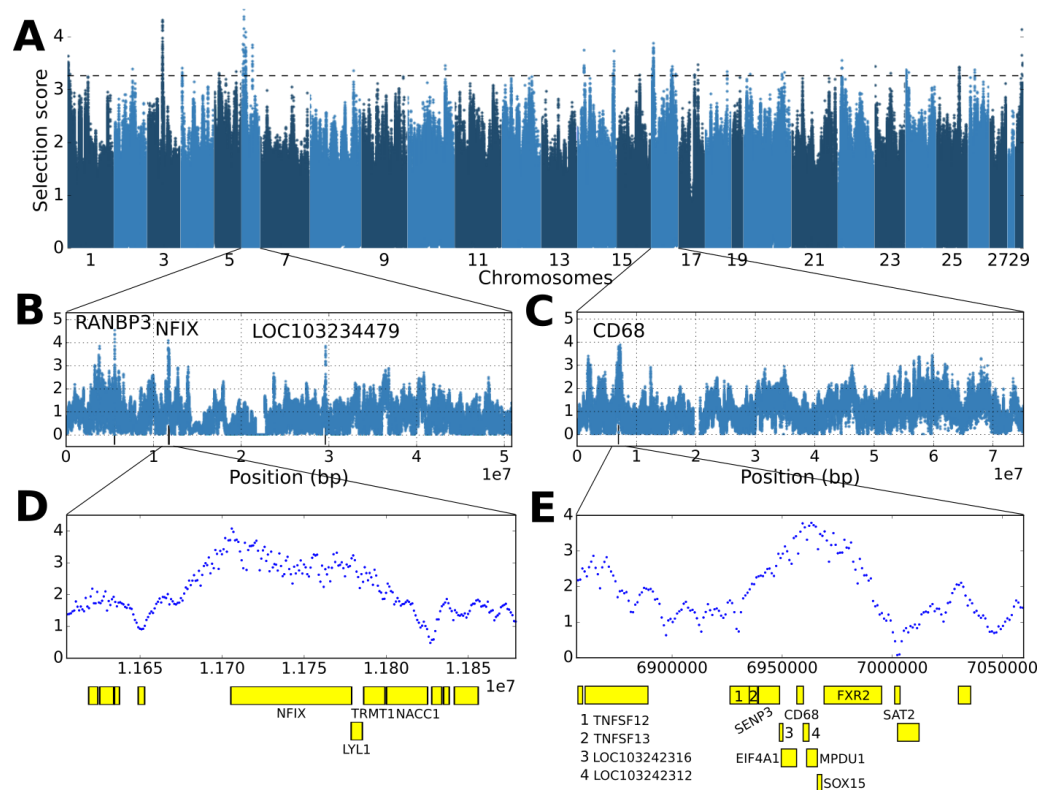 A
Selection score
4
3
2
1
0
1 3 5 7 9 11 13 15 17 19 21 23 25 27 29
Chromosomes
B
RANBP3 NFIX LOC103234479
5
4
3
2
1
0
0 1 2 3 4 5
Position (bp) 1e7
C
CD68
5
4
3
2
1
0
0 1 2 3 4 5 6 7
Position (bp) 1e7
D
4
3
2
1
0
1.165 1.170 1.175 1.180 1.185
1e7
NFIX TRMT1 NACC1
LYL1
E
4
3
2
1
0
6900000 6950000 7000000 7050000
1 2 FXR2
SENP3 CD68 SAT2
1 TNFSF12
2 TNFSF13 3 4
3 LOC103242316 EIF4A1 MPDU1
4 LOC103242312 SOX15